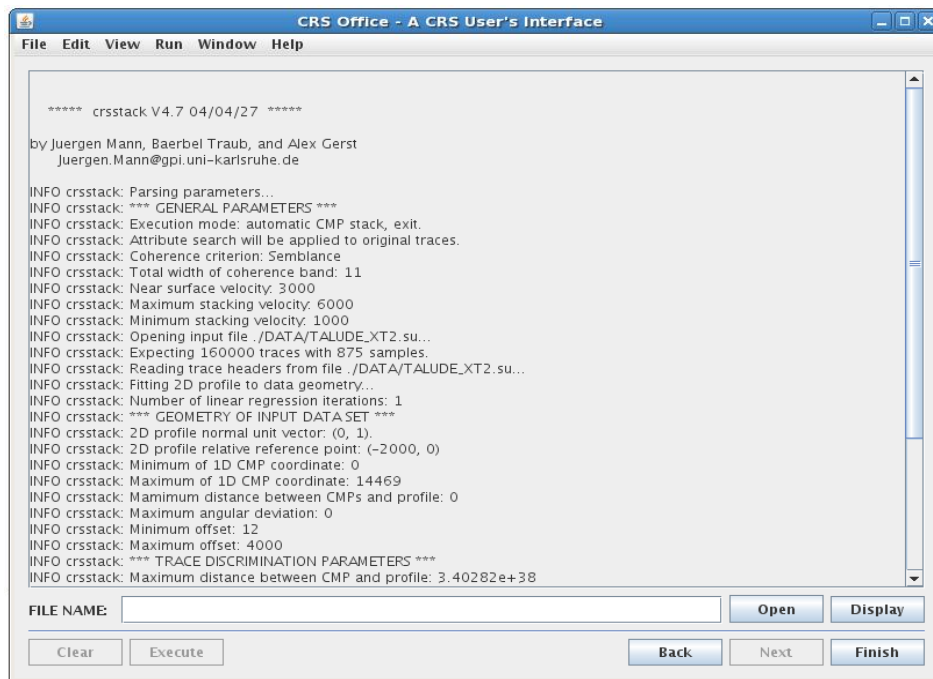 CRS Office - A CRS User's Interface
File Edit View Run Window Help
***** crsstack V4.7 04/04/27 *****
by Juergen Mann, Baerbel Traub, and Alex Gerst
Juergen.Mann@gpi.uni-karlsruhe.de
INFO crsstack: Parsing parameters...
INFO crsstack: *** GENERAL PARAMETERS ***
INFO crsstack: Execution mode: automatic CMP stack, exit.
INFO crsstack: Attribute search will be applied to original traces.
INFO crsstack: Coherence criterion: Semblance
INFO crsstack: Total width of coherence band: 11
INFO crsstack: Near surface velocity: 3000
INFO crsstack: Maximum stacking velocity: 6000
INFO crsstack: Minimum stacking velocity: 1000
INFO crsstack: Opening input file ./DATA/TALUDE_XT2.su...
INFO crsstack: Expecting 160000 traces with 875 samples.
INFO crsstack: Reading trace headers from file ./DATA/TALUDE_XT2.su...
INFO crsstack: Fitting 2D profile to data geometry...
INFO crsstack: Number of linear regression iterations: 1
INFO crsstack: *** GEOMETRY OF INPUT DATA SET ***
INFO crsstack: 2D profile normal unit vector: (0, 1).
INFO crsstack: 2D profile relative reference point: (-2000, 0)
INFO crsstack: Minimum of 1D CMP coordinate: 0
INFO crsstack: Maximum of 1D CMP coordinate: 14469
INFO crsstack: Mamimum distance between CMPs and profile: 0
INFO crsstack: Maximum angular deviation: 0
INFO crsstack: Minimum offset: 12
INFO crsstack: Maximum offset: 4000
INFO crsstack: *** TRACE DISCRIMINATION PARAMETERS ***
INFO crsstack: Maximum distance between CMP and profile: 3.40282e+38
FILE NAME: Open Display
Clear Execute Back Next Finish